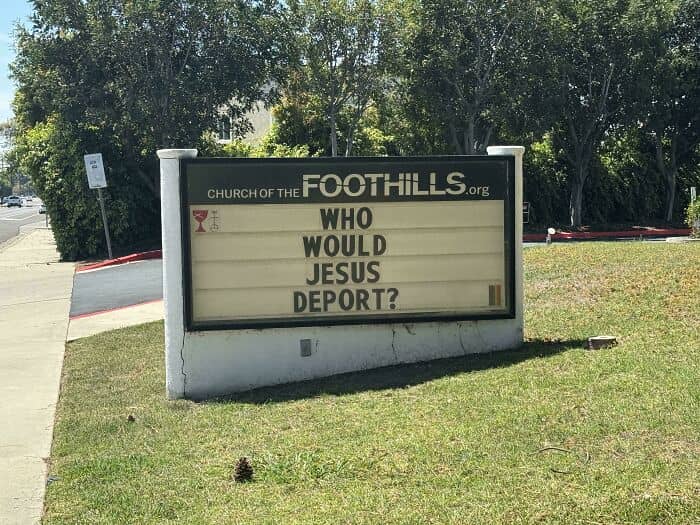 CHURCH OF THE FOOTHILLS.org
WHO
WOULD
JESUS
DEPORT?